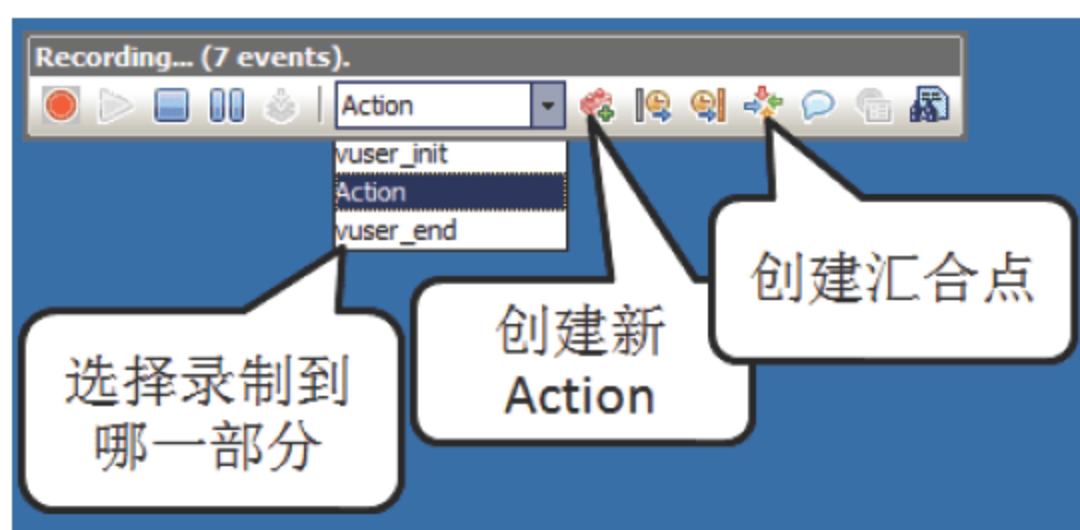 Recording... (7 events).
Action
vuser_init
Action
vuser_end
选择录制到
哪一部分
创建新
Action
创建汇合点